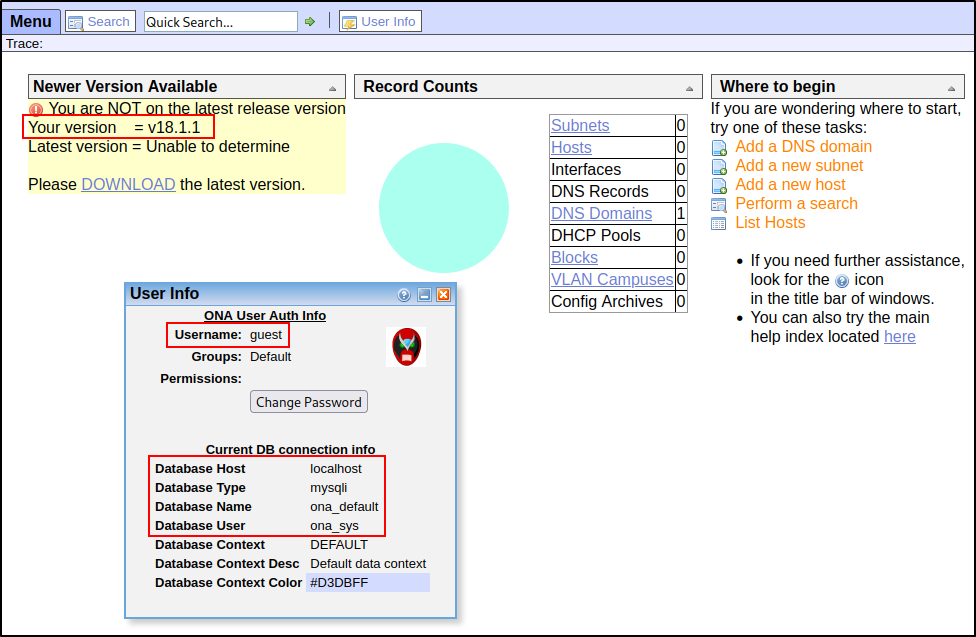 Menu Search Quick Search... User Info
Trace:
Newer Version Available
You are NOT on the latest release version
Your version = v18.1.1
Latest version = Unable to determine
Please DOWNLOAD the latest version.
Record Counts
Subnets 0
Hosts 0
Interfaces 0
DNS Records 0
DNS Domains 1
DHCP Pools 0
Blocks 0
VLAN Campuses 0
Config Archives 0
Where to begin
If you are wondering where to start,
try one of these tasks:
Add a DNS domain
Add a new subnet
Add a new host
Perform a search
List Hosts
• If you need further assistance,
look for the ? icon
in the title bar of windows.
• You can also try the main
help index located here
User Info
ONA User Auth Info
Username: guest
Groups: Default
Permissions:
Change Password
Current DB connection info
Database Host localhost
Database Type mysqli
Database Name ona_default
Database User ona_sys
Database Context DEFAULT
Database Context Desc Default data context
Database Context Color #D3DBFF